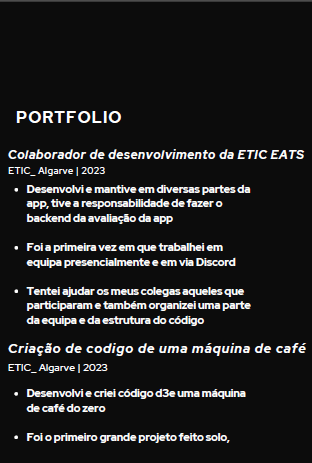 PORTFOLIO
Colaborador de desenvolvimento da ETIC EATS
ETIC_ Algarve | 2023
• Desenvolvi e mantive em diversas partes da
app, tive a responsabilidade de fazer o
backend da avaliação da app
• Foi a primeira vez em que trabalhei em
equipa presencialmente e em via Discord
• Tentei ajudar os meus colegas aqueles que
participaram e também organizei uma parte
da equipa e da estrutura do código
Criação de codigo de uma máquina de café
ETIC_ Algarve | 2023
• Desenvolvi e criei código d3e uma máquina
de café do zero
• Foi o primeiro grande projeto feito solo,